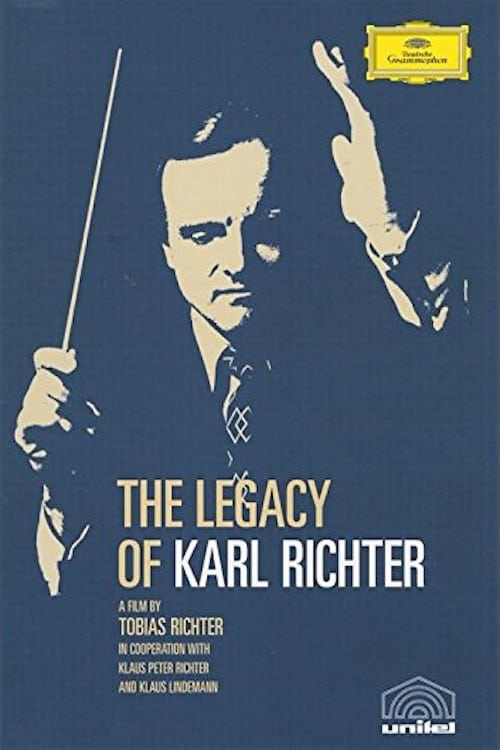 Deutsche
Grammophon
THE LEGACY
OF KARL RICHTER
A FILM BY
TOBIAS RICHTER
IN COOPERATION WITH
KLAUS PETER RICHTER
AND KLAUS LINDEMANN
unitel